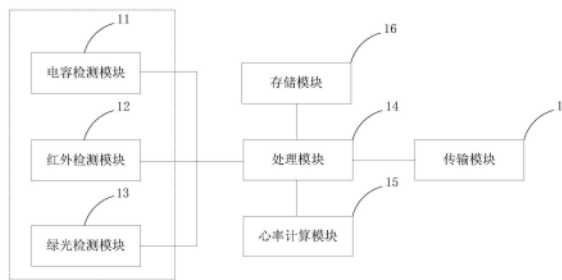 11
电容检测模块
12
红外检测模块
13
绿光检测模块
16
存储模块
14
处理模块
15
心率计算模块
1
传输模块